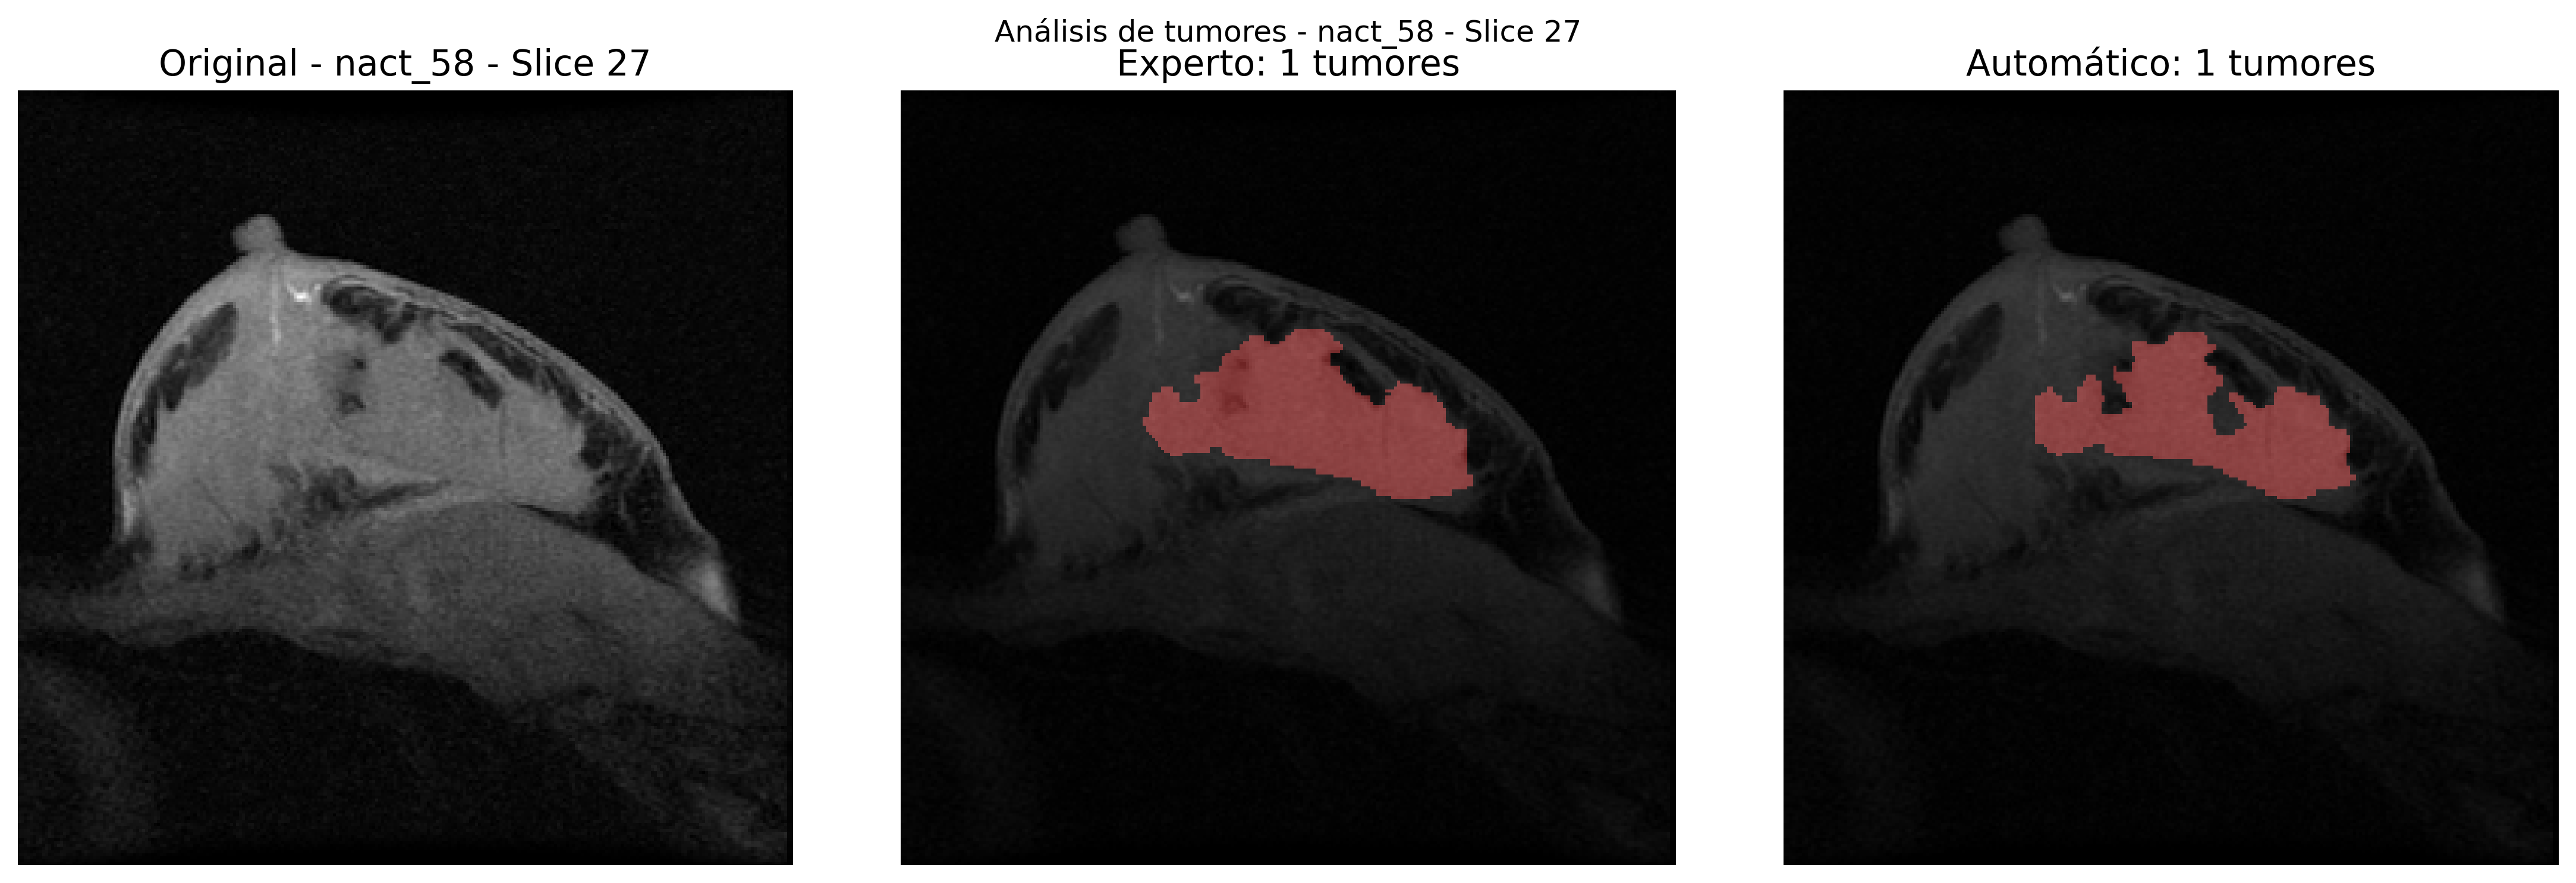 Análisis de tumores - nact_58 - Slice 27
Original - nact_58 - Slice 27
Experto: 1 tumores
Automático: 1 tumores